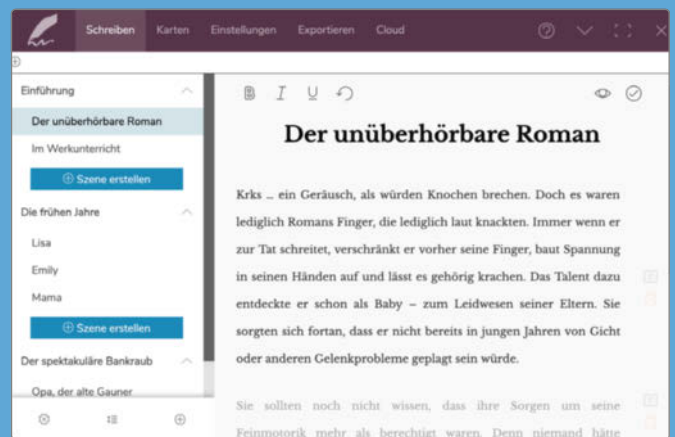 Schreiben Karten Einstellungen Exportieren Cloud
Einführung
Der unüberhörbare Roman
Im Werkunterricht
Szene erstellen
Die frühen Jahre
Lisa
Emily
Mama
Szene erstellen
Der spektakuläre Bankraub
Opa, der alte Gauner
B I U
Der unüberhörbare Roman
Krks … ein Geräusch, als würden Knochen brechen. Doch es waren
lediglich Romans Finger, die lediglich laut knackten. Immer wenn er
zur Tat schreitet, verschränkt er vorher seine Finger, baut Spannung
in seinen Händen auf und lässt es gehörig krachen. Das Talent dazu
entdeckte er schon als Baby – zum Leidwesen seiner Eltern. Sie
sorgten sich fortan, dass er nicht bereits in jungen Jahren von Gicht
oder anderen Gelenkprobleme geplagt sein würde.
Sie sollten noch nicht wissen, dass ihre Sorgen um seine
Feinmotorik mehr als berechtigt waren. Denn niemand hätte